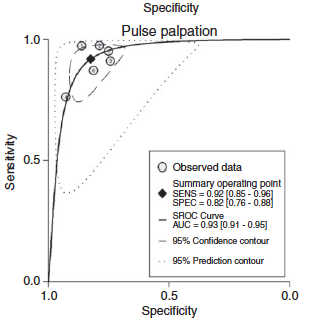 Specificity
Pulse palpation
1.0
0.5
0.0
Sensitivity
Observed data
Summary operating point
SENS = 0.92 [0.85 - 0.96]
SPEC = 0.82 [0.76 - 0.88]
SROC Curve
AUC = 0.93 [0.91 - 0.95]
95% Confidence contour
95% Prediction contour
1.0 0.5 0.0
Specificity